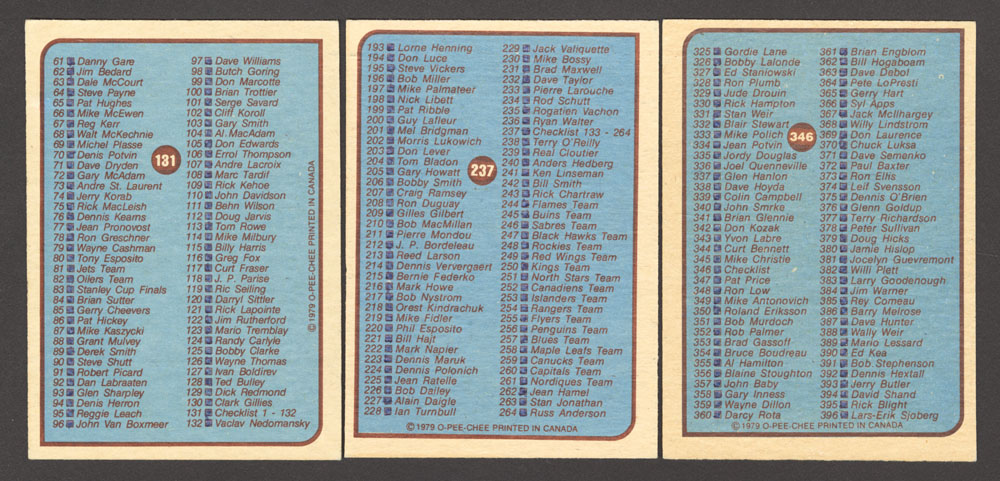 61 Danny Gare
62 Jim Bedard
63 Dale McCourt
64 Steve Payne
65 Pat Hughes
66 Mike McEwen
67 Reg Kerr
68 Walt McKechnie
69 Michel Plasse
70 Denis Potvin
71 Dave Dryden
72 Gary McAdam
73 Andre St. Laurent
74 Jerry Korab
75 Rick MacLeish
76 Dennis Kearns
77 Jean Pronovost
78 Ron Greschner
79 Wayne Cashman
80 Tony Esposito
81 Jets Team
82 Oilers Team
83 Stanley Cup Finals
84 Brian Sutter
85 Gerry Cheevers
86 Pat Hickey
87 Mike Kaszycki
88 Grant Mulvey
89 Derek Smith
90 Steve Shutt
91 Robert Picard
92 Dan Labraaten
93 Glen Sharpley
94 Denis Herron
95 Reggie Leach
96 John Van Boxmeer
97 Dave Williams
98 Butch Goring
99 Don Marcotte
100 Brian Trottier
101 Serge Savard
102 Cliff Koroll
103 Gary Smith
104 Al MacAdam
105 Don Edwards
106 Errol Thompson
107 Andre Lacroix
108 Marc Tardif
109 Rick Kehoe
110 John Davidson
111 Behn Wilson
112 Doug Jarvis
113 Tom Rowe
114 Mike Milbury
115 Billy Harris
116 Greg Fox
117 Curt Fraser
118 J. P. Parise
119 Ric Seiling
120 Darryl Sittler
121 Rick Lapointe
122 Jim Rutherford
123 Mario Tremblay
124 Randy Carlyle
125 Bobby Clarke
126 Wayne Thomas
127 Ivan Boldirev
128 Ted Bulley
129 Dick Redmond
130 Clark Gillies
131 Checklist 1 - 132
132 Vaclav Nedomansky
131
© 1979 O-PEE-CHEE PRINTED IN CANADA
193 Lorne Henning
194 Don Luce
195 Steve Vickers
196 Bob Miller
197 Mike Palmateer
198 Nick Libett
199 Pat Ribble
200 Guy Lafleur
201 Mel Bridgman
202 Morris Lukowich
203 Don Lever
204 Tom Bladon
205 Gary Howatt
206 Bobby Smith
207 Craig Ramsey
208 Ron Duguay
209 Gilles Gilbert
210 Bob MacMillan
211 Pierre Mondou
212 J. P. Bordeleau
213 Reed Larson
214 Dennis Ververgaert
215 Bernie Federko
216 Mark Howe
217 Bob Nystrom
218 Orest Kindrachuk
219 Mike Fidler
220 Phil Esposito
221 Bill Hajt
222 Mark Napier
223 Dennis Maruk
224 Dennis Polonich
225 Jean Ratelle
226 Bob Dailey
227 Alain Daigle
228 Ian Turnbull
229 Jack Valiquette
230 Mike Bossy
231 Brad Maxwell
232 Dave Taylor
233 Pierre Larouche
234 Rod Schutt
235 Rogatien Vachon
236 Ryan Walter
237 Checklist 133 - 264
238 Terry O'Reilly
239 Real Cloutier
240 Anders Hedberg
241 Ken Linseman
242 Bill Smith
243 Rick Chartraw
244 Flames Team
245 Buins Team
246 Sabres Team
247 Black Hawks Team
248 Rockies Team
249 Red Wings Team
250 Kings Team
251 North Stars Team
252 Canadiens Team
253 Islanders Team
254 Rangers Team
255 Flyers Team
256 Penguins Team
257 Blues Team
258 Maple Leafs Team
259 Canucks Team
260 Capitals Team
261 Nordiques Team
262 Jean Hamel
263 Stan Jonathan
264 Russ Anderson
237
© 1979 O-PEE-CHEE PRINTED IN CANADA
325 Gordie Lane
326 Bobby Lalonde
327 Ed Staniowski
328 Ron Plumb
329 Jude Drouin
330 Rick Hampton
331 Stan Weir
332 Blair Stewart
333 Mike Polich
334 Jean Potvin
335 Jordy Douglas
336 Joel Quenneville
337 Glen Hanlon
338 Dave Hoyda
339 Colin Campbell
340 John Smrke
341 Brian Glennie
342 Don Kozak
343 Yvon Labre
344 Curt Bennett
345 Mike Christie
346 Checklist
347 Pat Price
348 Ron Low
349 Mike Antonovich
350 Roland Eriksson
351 Bob Murdoch
352 Rob Palmer
353 Brad Gassoff
354 Bruce Boudreau
355 Al Hamilton
356 Blaine Stoughton
357 John Baby
358 Gary Inness
359 Wayne Dillon
360 Darcy Rota
361 Brian Engblom
362 Bill Hogaboam
363 Dave Debol
364 Pete LoPresti
365 Gerry Hart
366 Syl Apps
367 Jack McIlhargey
368 Willy Lindstrom
369 Don Laurence
370 Chuck Luksa
371 Dave Semenko
372 Paul Baxter
373 Ron Ellis
374 Leif Svensson
375 Dennis O'Brien
376 Glenn Goldup
377 Terry Richardson
378 Peter Sullivan
379 Doug Hicks
380 Jamie Hislop
381 Jocelyn Guevremont
382 Willi Plett
383 Larry Goodenough
384 Jim Warner
385 Rey Comeau
386 Barry Melrose
387 Dave Hunter
388 Wally Weir
389 Mario Lessard
390 Ed Kea
391 Bob Stephenson
392 Dennis Hextall
393 Jerry Butler
394 David Shand
395 Rick Blight
396 Lars-Erik Sjoberg
346
© 1979 O-PEE-CHEE PRINTED IN CANADA